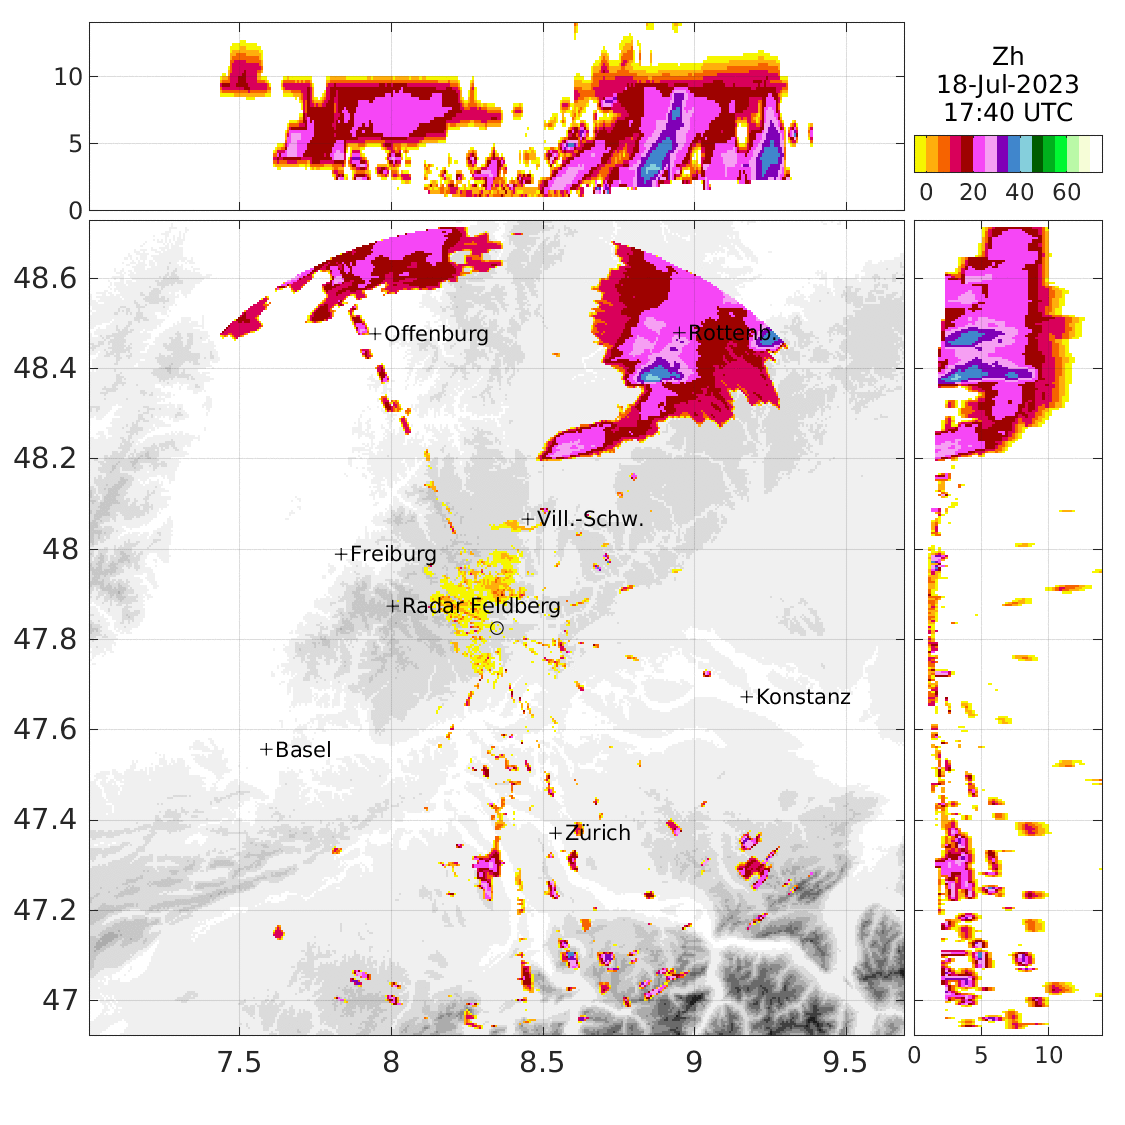 10
5
0
Zh
18-Jul-2023
17:40 UTC
0 20 40 60
48.6
48.4
48.2
48
47.8
47.6
47.4
47.2
47
+Offenburg
+Rottenb.
+Vill.-Schw.
+Freiburg
+Radar Feldberg
+Konstanz
+Basel
+Zürich
7.5 8 8.5 9 9.5
0 5 10